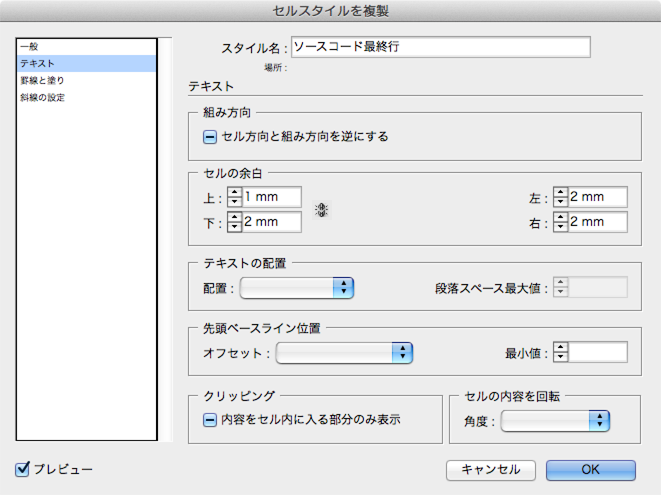 セルスタイルを複製
一般
テキスト
罫線と塗り
斜線の設定
スタイル名 : ソースコード最終行
場所 :
テキスト
組み方向
セル方向と組み方向を逆にする
セルの余白
上 : 1 mm 左 : 2 mm
下 : 2 mm 右 : 2 mm
テキストの配置
配置 : 段落スペース最大値 :
先頭ベースライン位置
オフセット : 最小値 :
クリッピング セルの内容を回転
内容をセル内に入る部分のみ表示 角度 :
プレビュー キャンセル OK